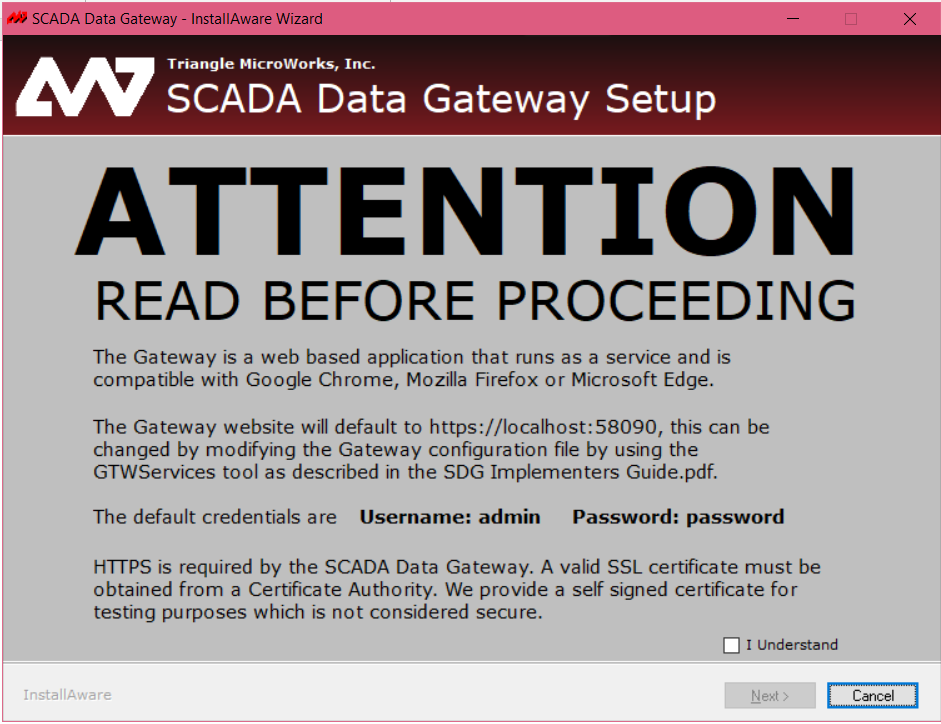 SCADA Data Gateway - InstallAware Wizard
Triangle MicroWorks, Inc.
SCADA Data Gateway Setup
ATTENTION
READ BEFORE PROCEEDING
The Gateway is a web based application that runs as a service and is
compatible with Google Chrome, Mozilla Firefox or Microsoft Edge.
The Gateway website will default to https://localhost:58090, this can be
changed by modifying the Gateway configuration file by using the
GTWServices tool as described in the SDG Implementers Guide.pdf.
The default credentials are Username: admin Password: password
HTTPS is required by the SCADA Data Gateway. A valid SSL certificate must be
obtained from a Certificate Authority. We provide a self signed certificate for
testing purposes which is not considered secure.
I Understand
InstallAware
Next >
Cancel